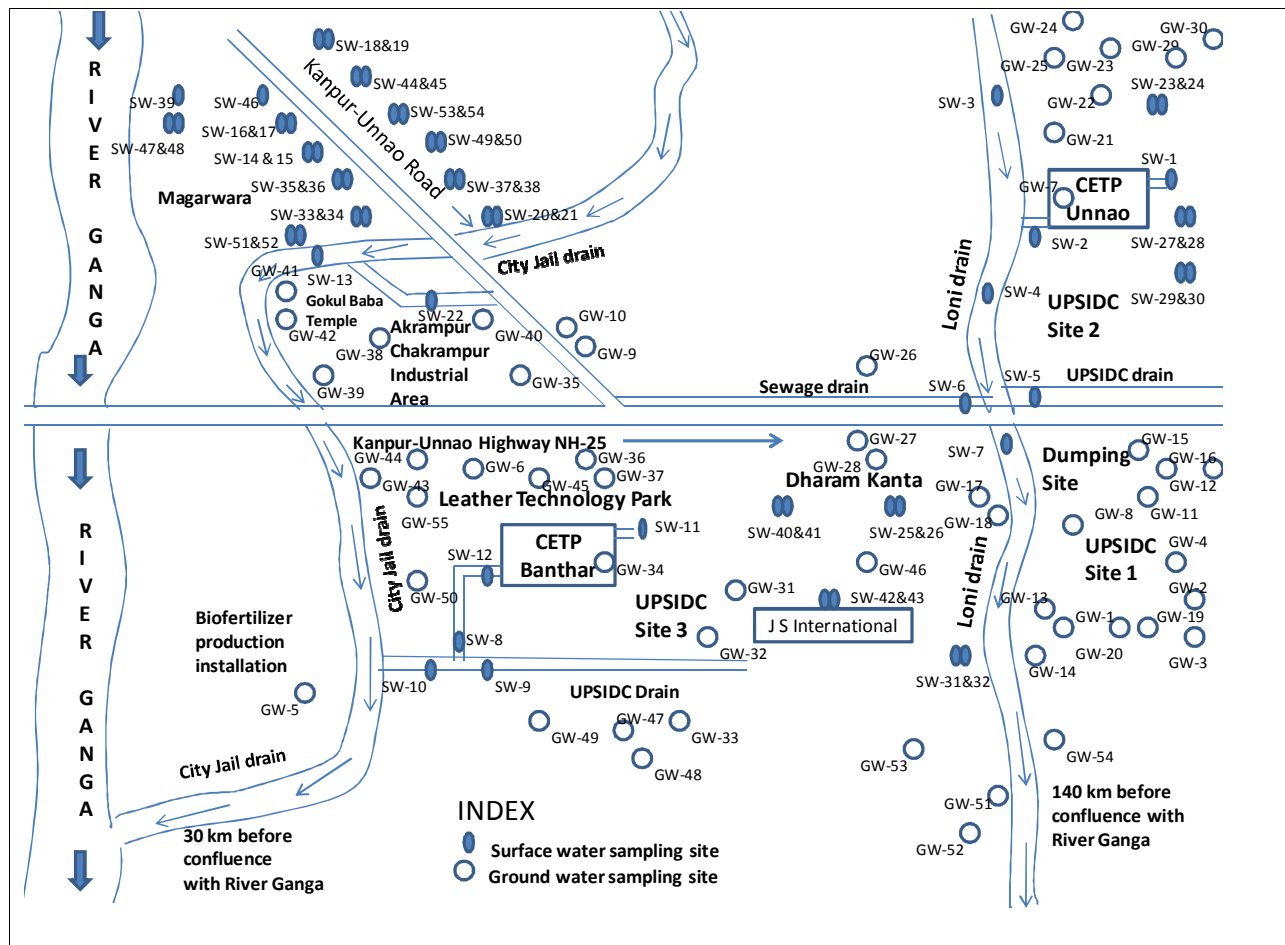 RIVER GANGA
SW-18&19
SW-44&45
SW-53&54
SW-49&50
Kanpur-Unnao Road
SW-39
SW-46
SW-16&17
SW-47&48
SW-14 & 15
SW-35&36
SW-37&38
Magarwara
SW-33&34
SW-20&21
SW-51&52
City Jail drain
GW-41
SW-13
Gokul Baba
Temple
GW-42
SW-22
GW-38
Akrampur
Chakrampur
Industrial
Area
GW-40
GW-10
GW-9
GW-39
GW-35
GW-24
GW-30
GW-29
GW-25
GW-23
SW-3
GW-22
SW-23&24
GW-21
SW-1
GW-7
CETP
Unnao
SW-2
SW-27&28
SW-4
SW-29&30
Loni drain
UPSIDC
Site 2
GW-26
Sewage drain
SW-6
SW-5
UPSIDC drain
Kanpur-Unnao Highway NH-25
RIVER GANGA
GW-44
GW-6
GW-36
GW-43
GW-45
GW-37
Leather Technology Park
GW-55
City Jail drain
SW-12
CETP
Banthar
SW-11
GW-34
GW-50
GW-27
GW-28
Dharam Kanta
SW-40&41
SW-25&26
SW-7
GW-17
GW-18
Dumping
Site
GW-15
GW-16
GW-12
GW-8
GW-11
UPSIDC
Site 1
GW-4
GW-46
GW-31
SW-42&43
J S International
Loni drain
GW-13
GW-2
GW-1
GW-19
GW-20
GW-3
GW-14
UPSIDC
Site 3
GW-32
SW-31&32
Biofertilizer
production
installation
SW-8
SW-10
SW-9
UPSIDC Drain
GW-5
GW-49
GW-47
GW-33
GW-48
GW-53
GW-54
City Jail drain
GW-51
GW-52
140 km before
confluence with
River Ganga
30 km before
confluence
with River Ganga
INDEX
Surface water sampling site
Ground water sampling site